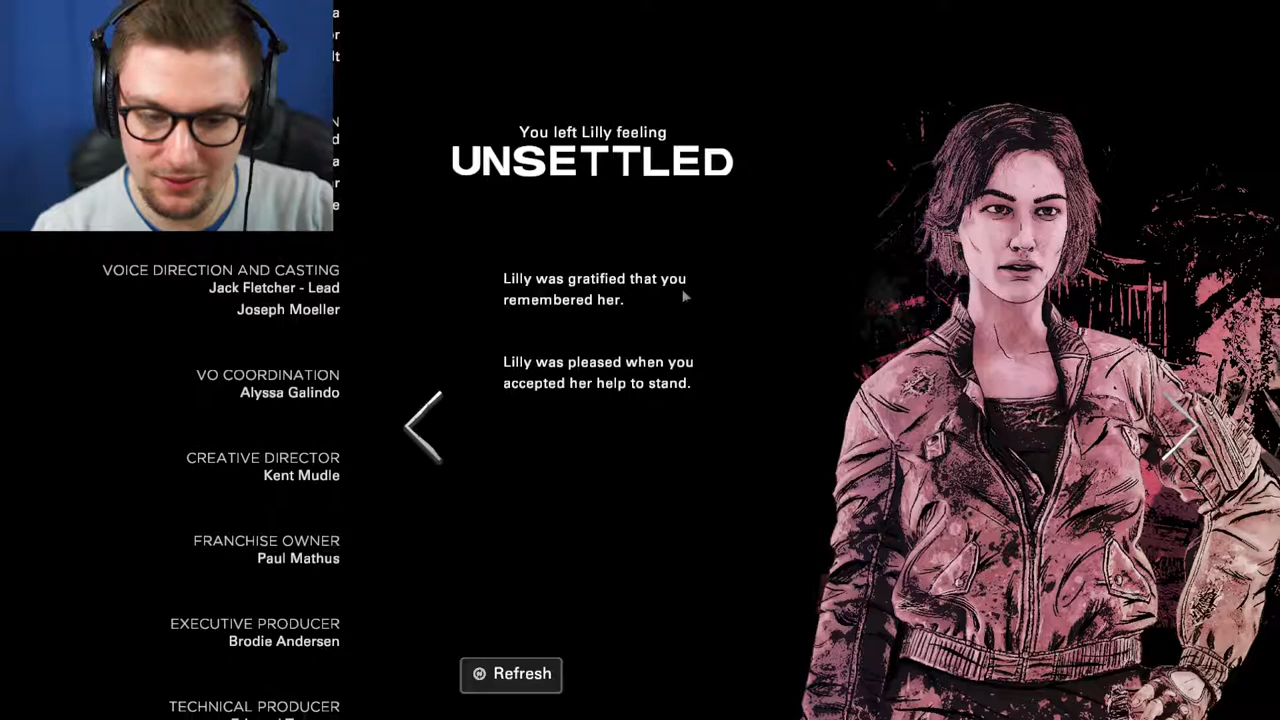 You left Lilly feeling
UNSETTLED
Lilly was gratified that you
remembered her.
Lilly was pleased when you
accepted her help to stand.
Refresh
VOICE DIRECTION AND CASTING
Jack Fletcher - Lead
Joseph Moeller
VO COORDINATION
Alyssa Galindo
CREATIVE DIRECTOR
Kent Mudle
FRANCHISE OWNER
Paul Mathus
EXECUTIVE PRODUCER
Brodie Andersen
TECHNICAL PRODUCER